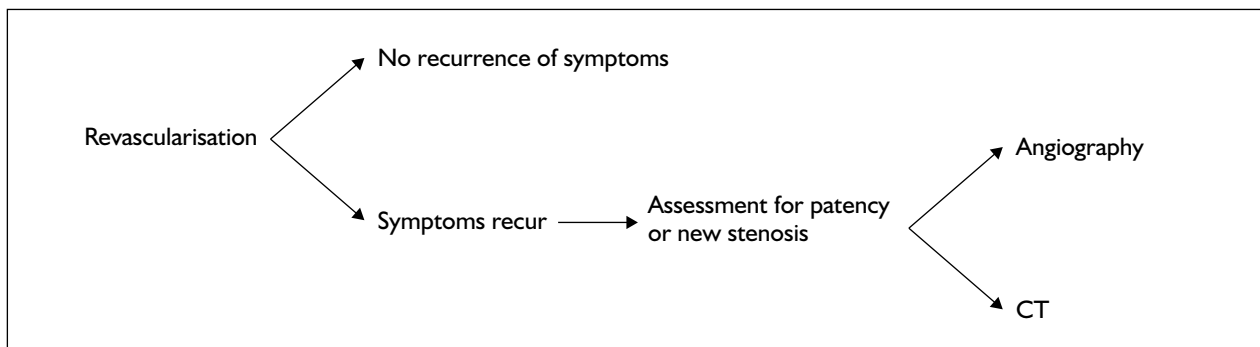 No recurrence of symptoms
Revascularisation
Angiography
Symptoms recur
Assessment for patency
or new stenosis
CT